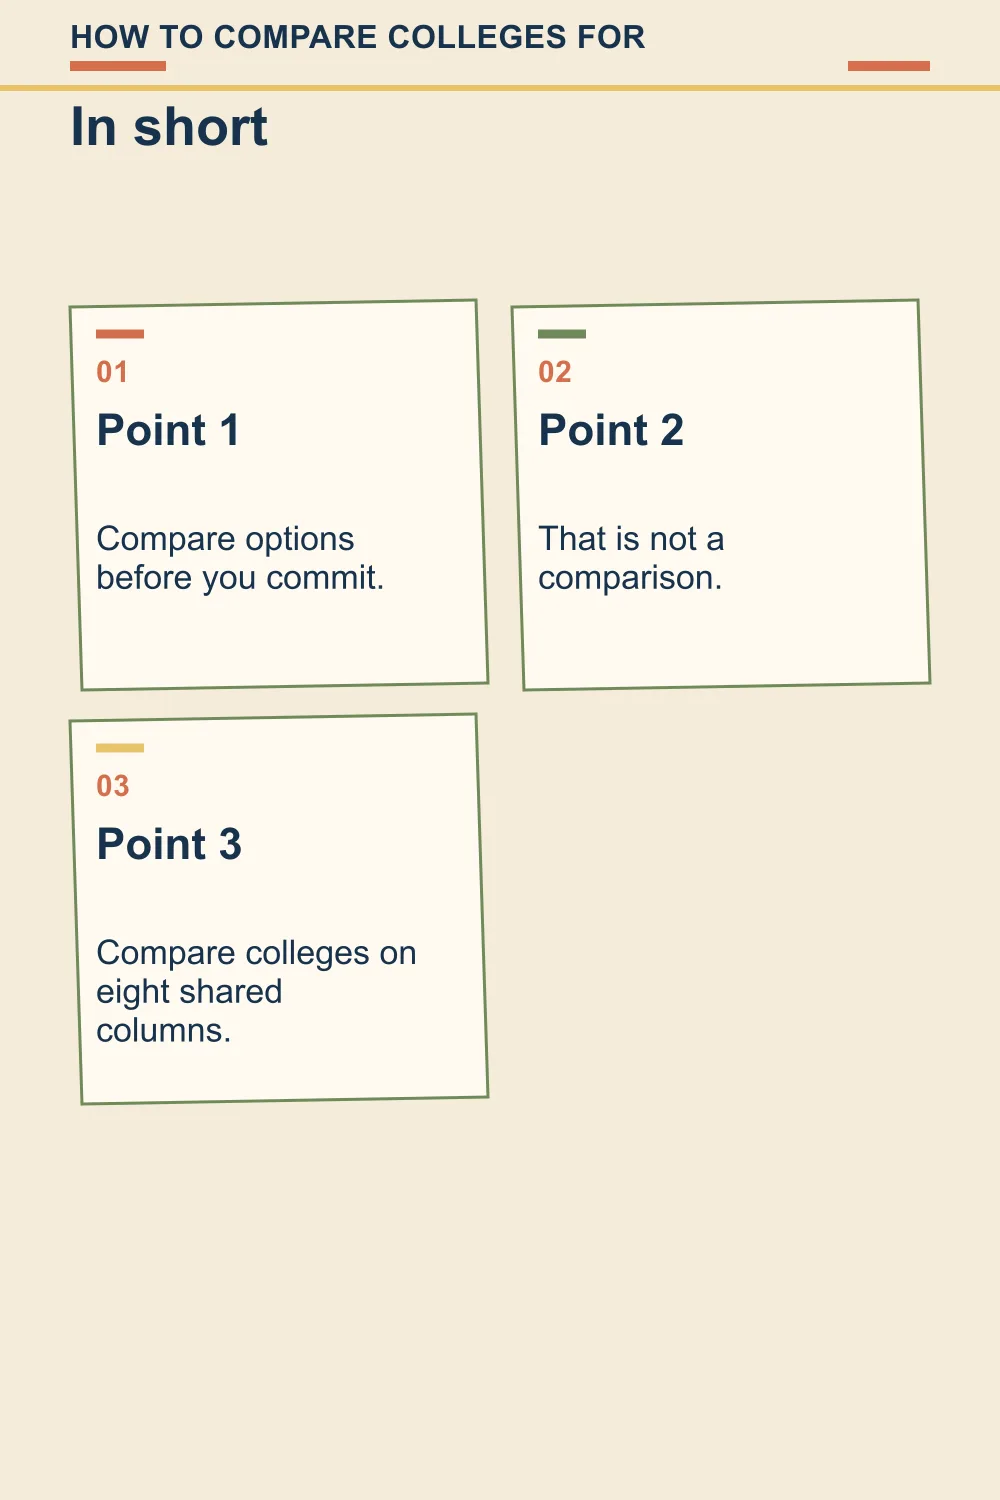 HOW TO COMPARE COLLEGES FOR
In short
01
Point 1
Compare options
before you commit.
02
Point 2
That is not a
comparison.
03
Point 3
Compare colleges on
eight shared
columns.